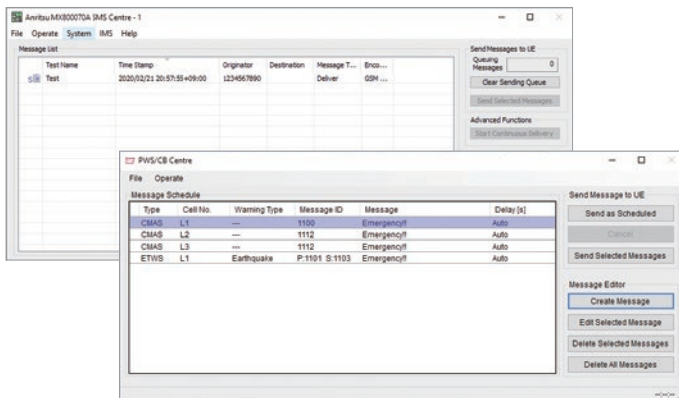 Anritsu MX800070A SMS Centre - 1
File Operate System IMS Help
Message List
Test Name Time Stamp Originator Destination Message T... Enco...
Test 2020/02/21 20:57:55+09:00 1234567890 Deliver GSM ...
Send Messages to UE
Queuing Messages 0
Clear Sending Queue
Send Selected Messages
Advanced Functions
Start Continuous Delivery
PWS/CB Centre
File Operate
Message Schedule
Type Cell No. Warning Type Message ID Message Delay [s]
CMAS L1 --- 1100 Emergency!! Auto
CMAS L2 --- 1112 Emergency!! Auto
CMAS L3 --- 1112 Emergency!! Auto
ETWS L1 Earthquake P:1101 S:1103 Emergency!! Auto
Send Message to UE
Send as Scheduled
Cancel
Send Selected Messages
Message Editor
Create Message
Edit Selected Message
Delete Selected Messages
Delete All Messages
--:--:--